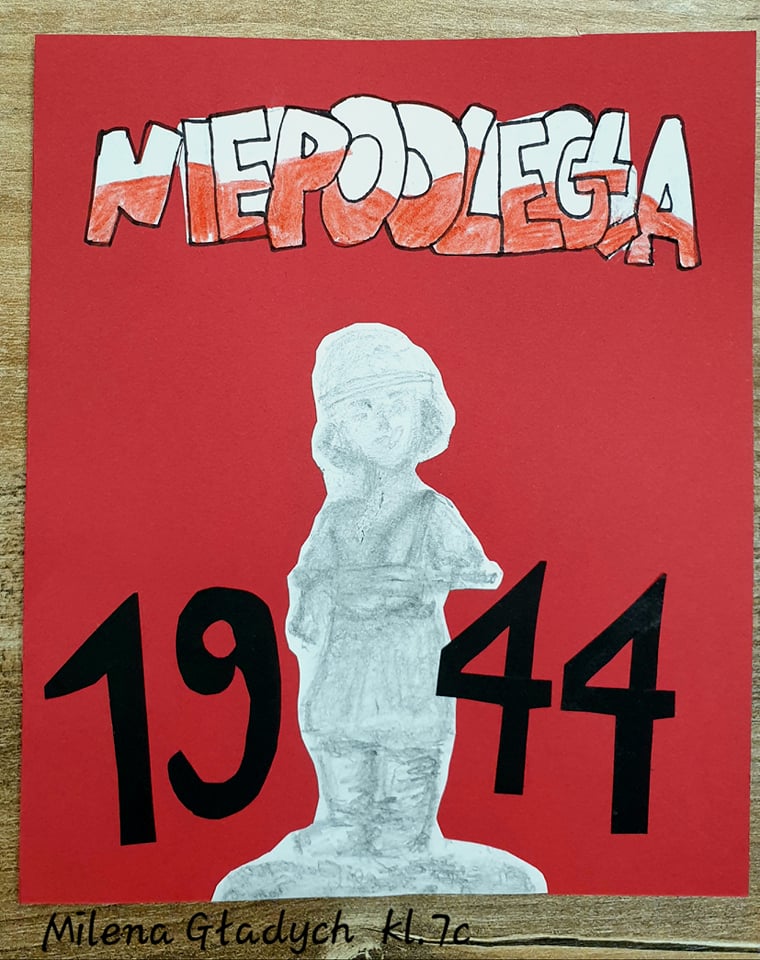 NIEPODLEGŁA
1944
Milena Gładych kl. 7c